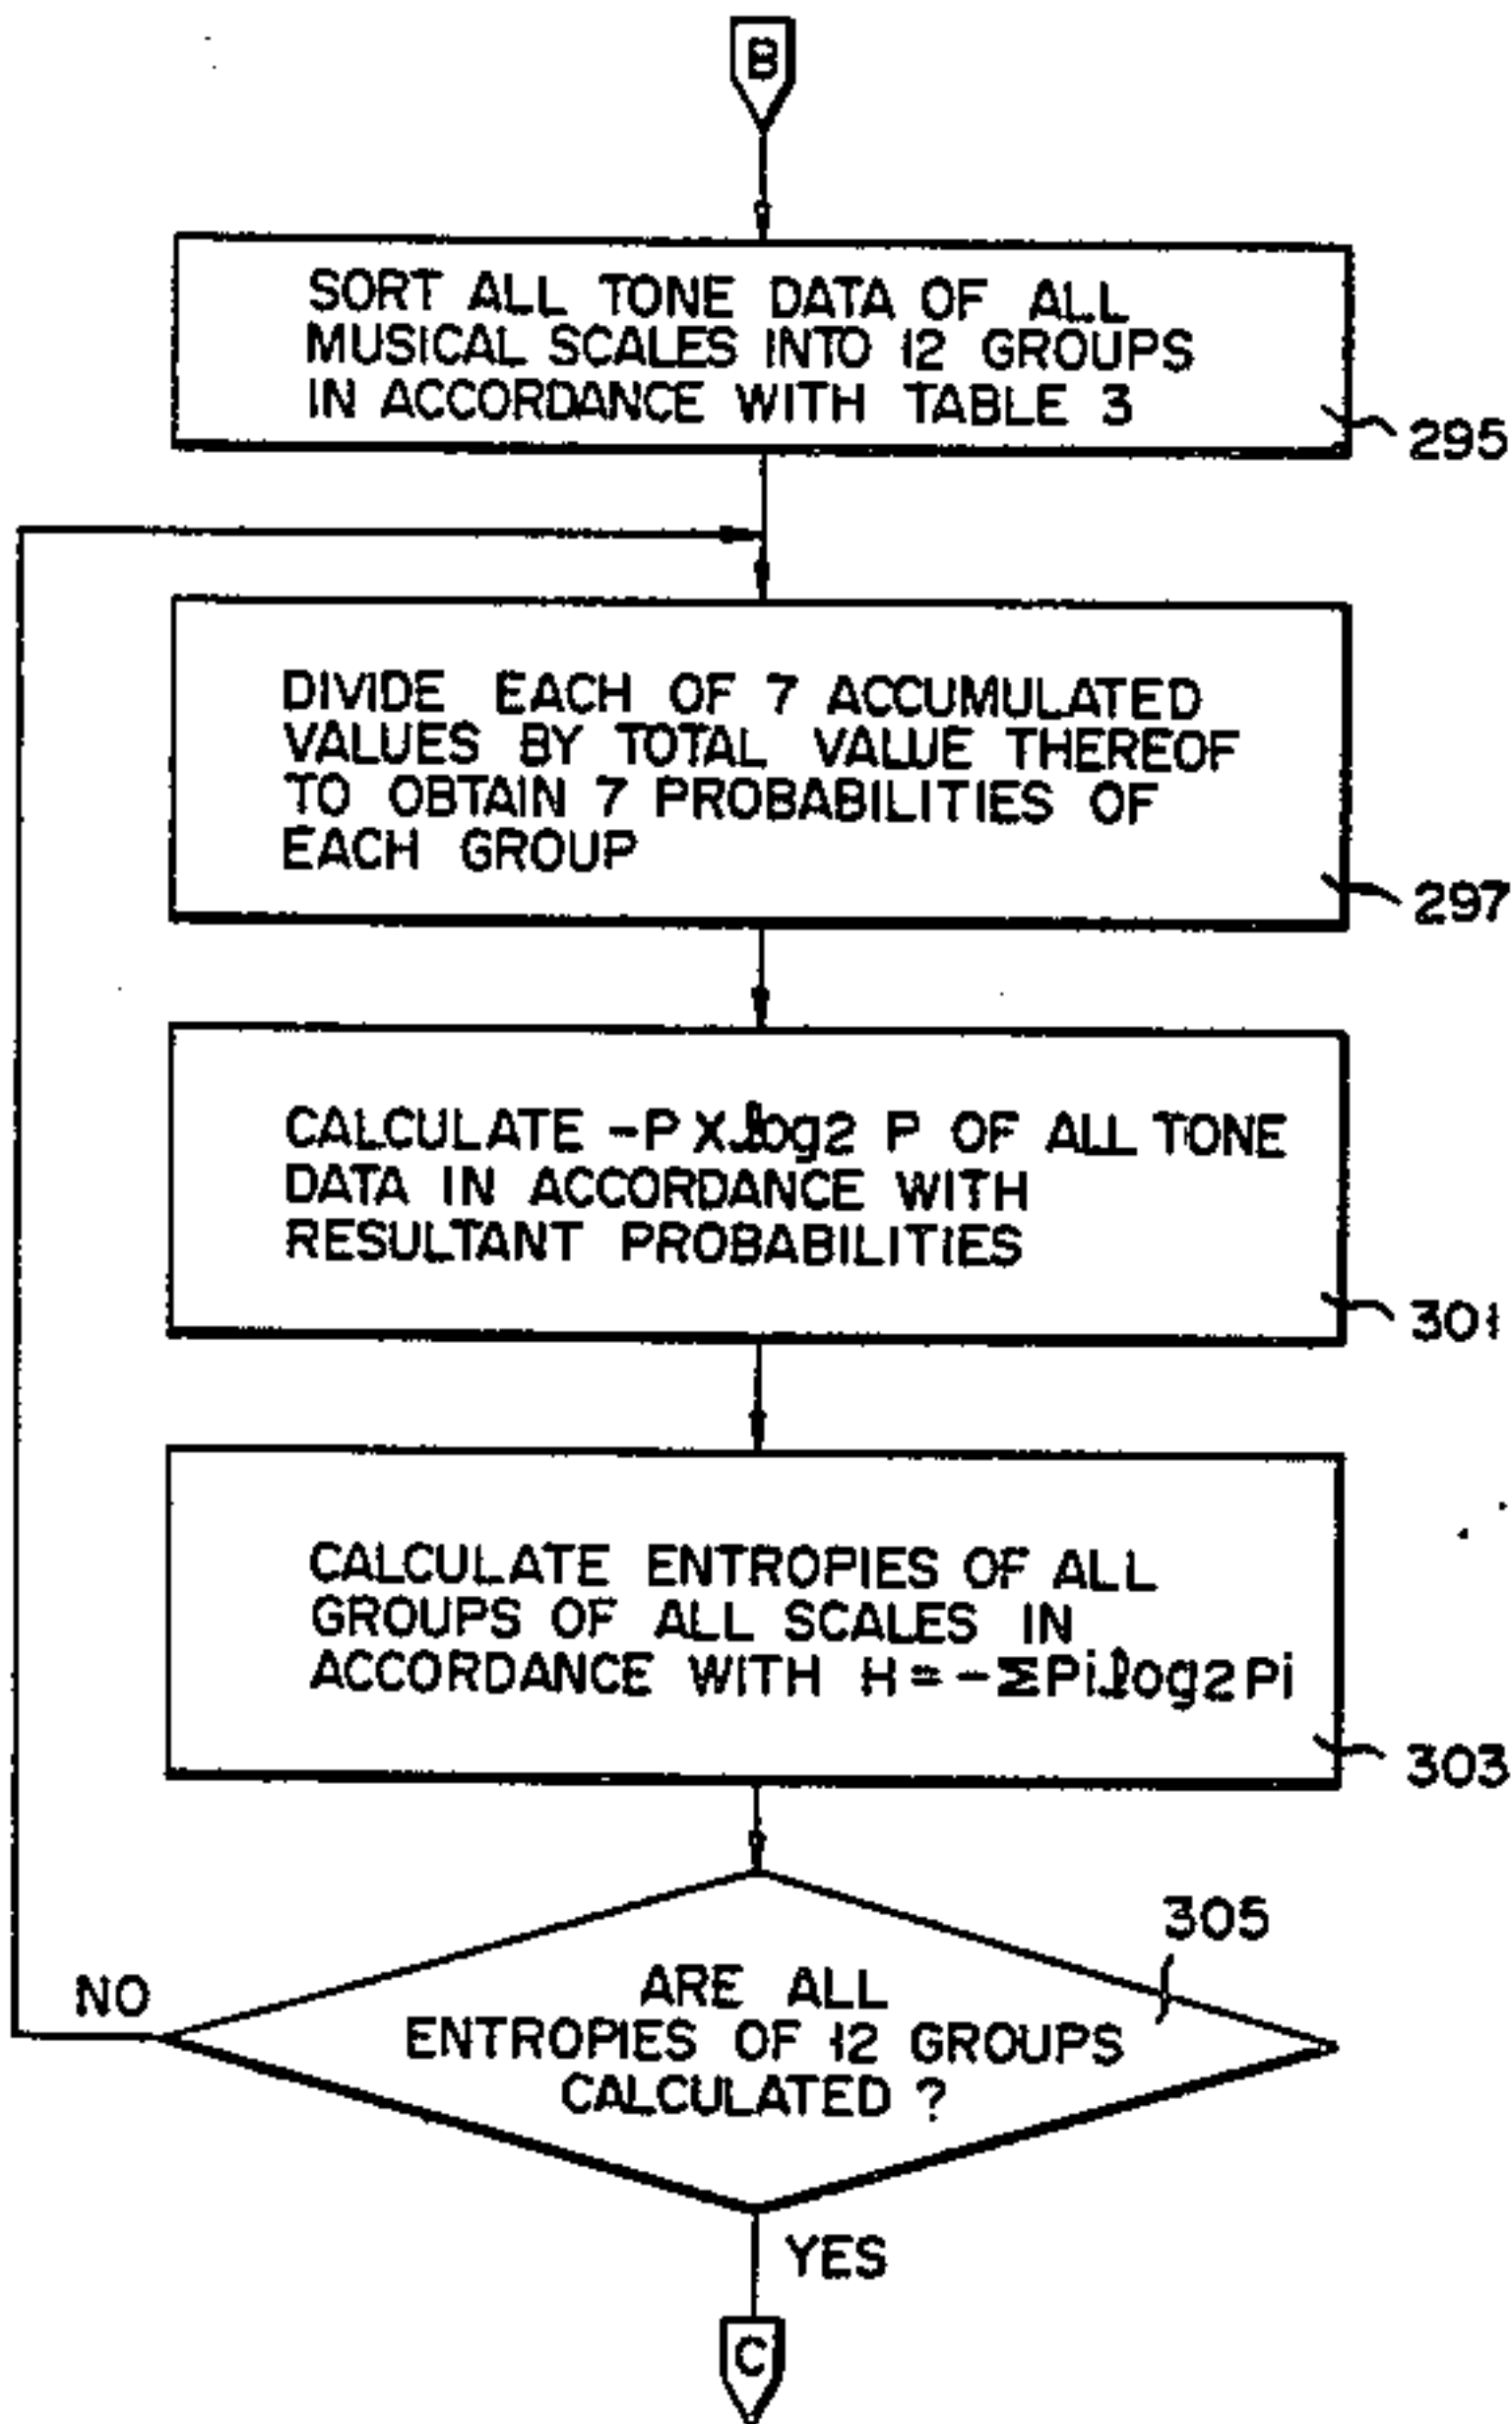 B
SORT ALL TONE DATA OF ALL
MUSICAL SCALES INTO 12 GROUPS
IN ACCORDANCE WITH TABLE 3
295
DIVIDE EACH OF 7 ACCUMULATED
VALUES BY TOTAL VALUE THEREOF
TO OBTAIN 7 PROBABILITIES OF
EACH GROUP
297
CALCULATE -P X log2 P OF ALL TONE
DATA IN ACCORDANCE WITH
RESULTANT PROBABILITIES
301
CALCULATE ENTROPIES OF ALL
GROUPS OF ALL SCALES IN
ACCORDANCE WITH H = -ΣPi log2 Pi
303
305
NO
ARE ALL
ENTROPIES OF 12 GROUPS
CALCULATED ?
YES
C